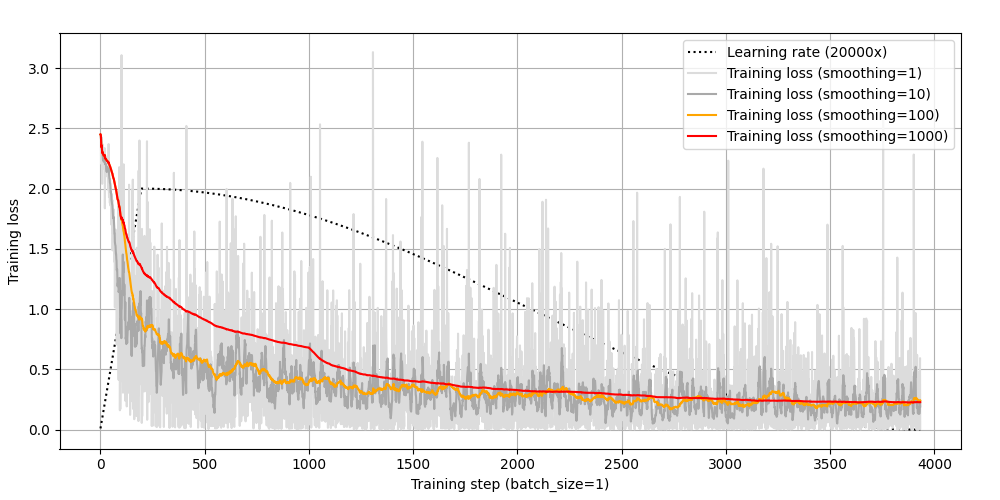 Learning rate (20000x)
Training loss (smoothing=1)
Training loss (smoothing=10)
Training loss (smoothing=100)
Training loss (smoothing=1000)
Training loss
3.0
2.5
2.0
1.5
1.0
0.5
0.0
0 500 1000 1500 2000 2500 3000 3500 4000
Training step (batch_size=1)